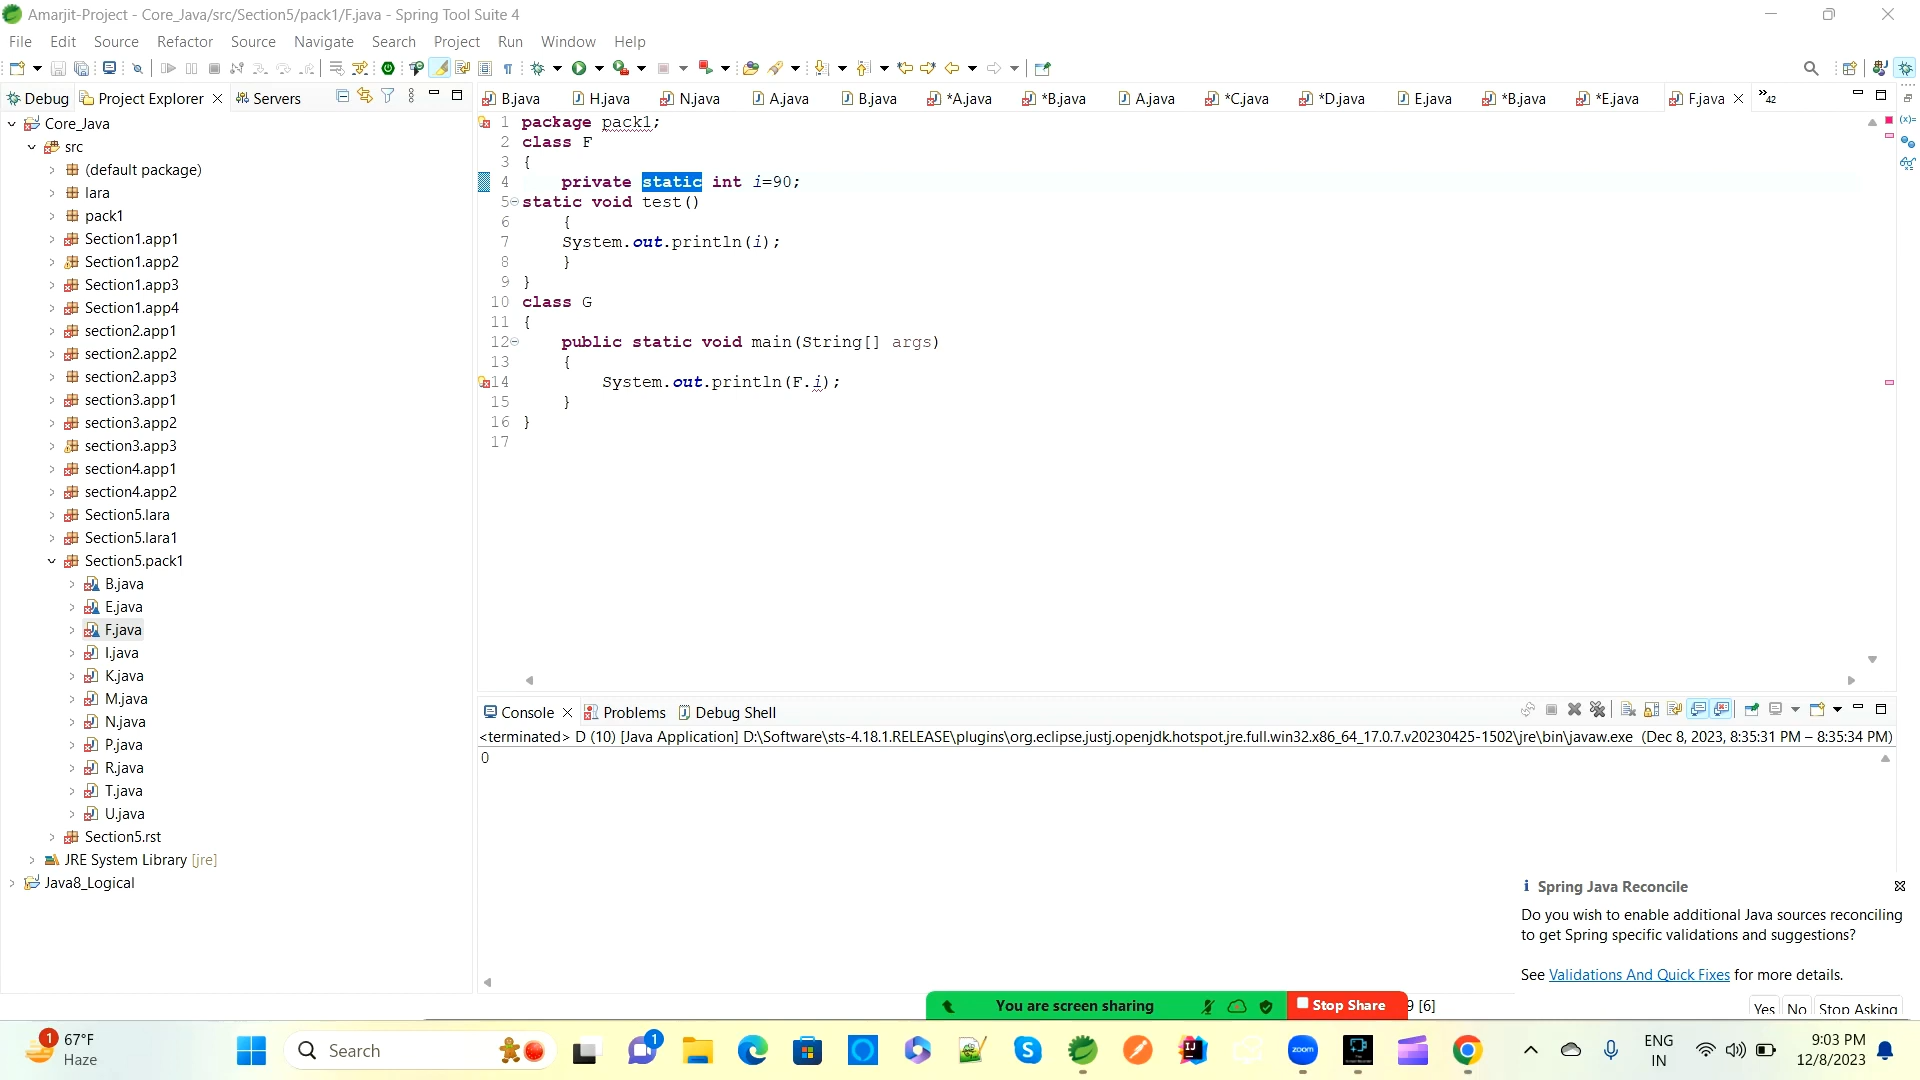 Amarjit-Project - Core_Java/src/Section5/pack1/F.java - Spring Tool Suite 4
File Edit Source Refactor Source Navigate Search Project Run Window Help
Debug Project Explorer Servers
B.java H.java N.java A.java B.java *A.java *B.java A.java *C.java *D.java E.java *B.java *E.java F.java 42
Core_Java
src
(default package)
lara
pack1
Section1.app1
Section1.app2
Section1.app3
Section1.app4
section2.app1
section2.app2
section2.app3
section3.app1
section3.app2
section3.app3
section4.app1
section4.app2
Section5.lara
Section5.lara1
Section5.pack1
B.java
E.java
F.java
I.java
K.java
M.java
N.java
P.java
R.java
T.java
U.java
Section5.rst
JRE System Library [jre]
Java8_Logical
1 package pack1;
2 class F
3 {
4 private static int i=90;
5 static void test()
6 {
7 System.out.println(i);
8 }
9 }
10 class G
11 {
12 public static void main(String[] args)
13 {
14 System.out.println(F.i);
15 }
16 }
17
Console Problems Debug Shell
<terminated> D (10) [Java Application] D:\Software\sts-4.18.1.RELEASE\plugins\org.eclipse.justj.openjdk.hotspot.jre.full.win32.x86_64_17.0.7.v20230425-1502\jre\bin\javaw.exe (Dec 8, 2023, 8:35:31 PM – 8:35:34 PM)
0
Spring Java Reconcile
Do you wish to enable additional Java sources reconciling
to get Spring specific validations and suggestions?
See Validations And Quick Fixes for more details.
Yes No Stop Asking
You are screen sharing Stop Share 9 [6]
1 67°F
Haze
Search
1
zoom
ENG
IN
9:03 PM
12/8/2023